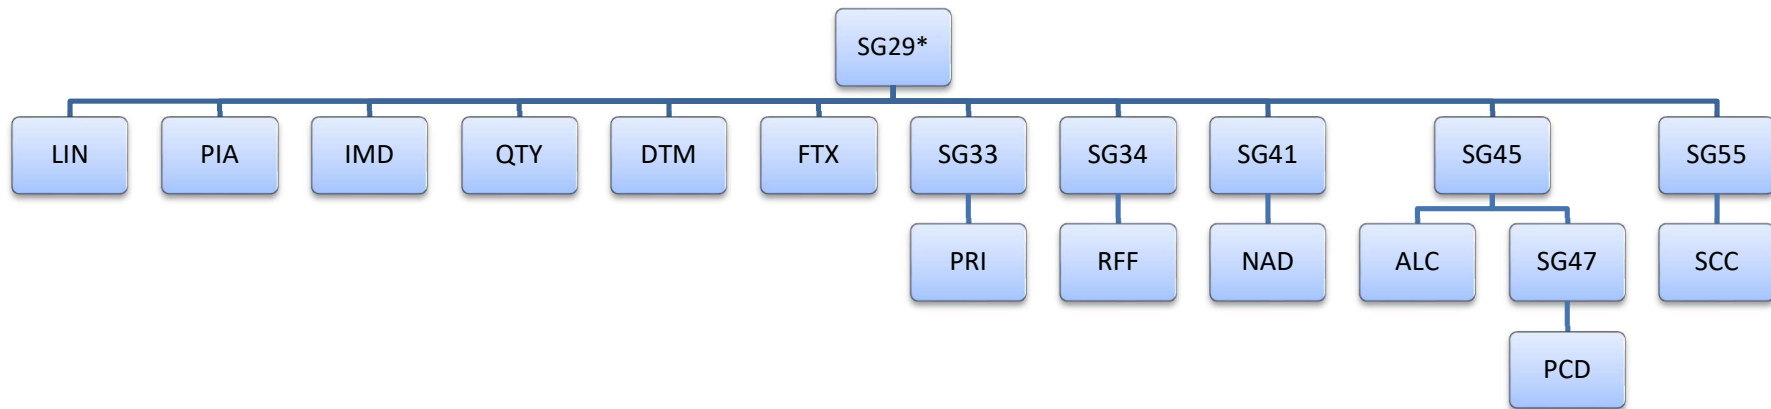 SG29*
LIN
PIA
IMD
QTY
DTM
FTX
SG33
SG34
SG41
SG45
SG55
PRI
RFF
NAD
ALC
SG47
SCC
PCD